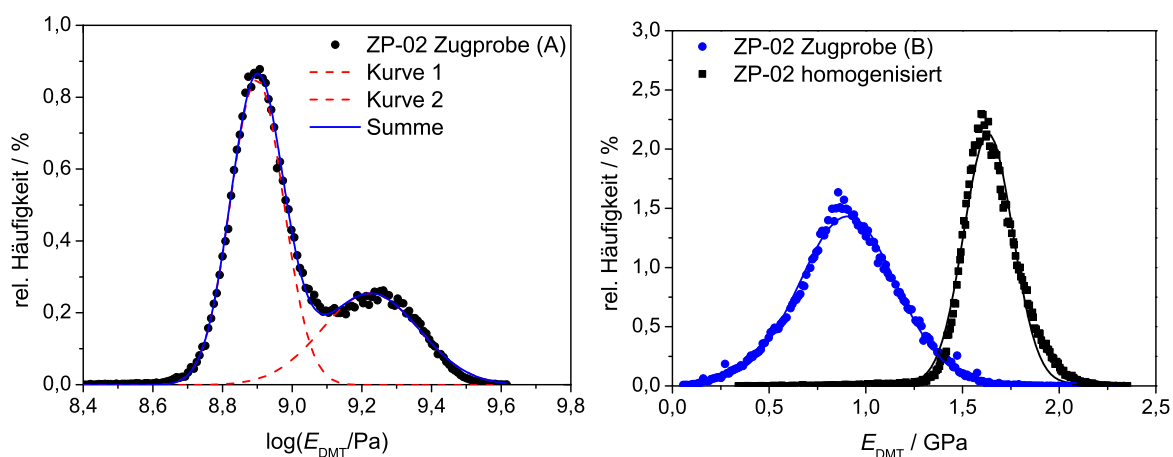 1,0
0,8
0,6
0,4
0,2
0,0
rel. Häufigkeit / %
ZP-02 Zugprobe (A)
Kurve 1
Kurve 2
Summe
8,4 8,6 8,8 9,0 9,2 9,4 9,6 9,8
log(E_DMT/Pa)
3,0
2,5
2,0
1,5
1,0
0,5
0,0
rel. Häufigkeit / %
ZP-02 Zugprobe (B)
ZP-02 homogenisiert
0,0 0,5 1,0 1,5 2,0 2,5
E_DMT / GPa